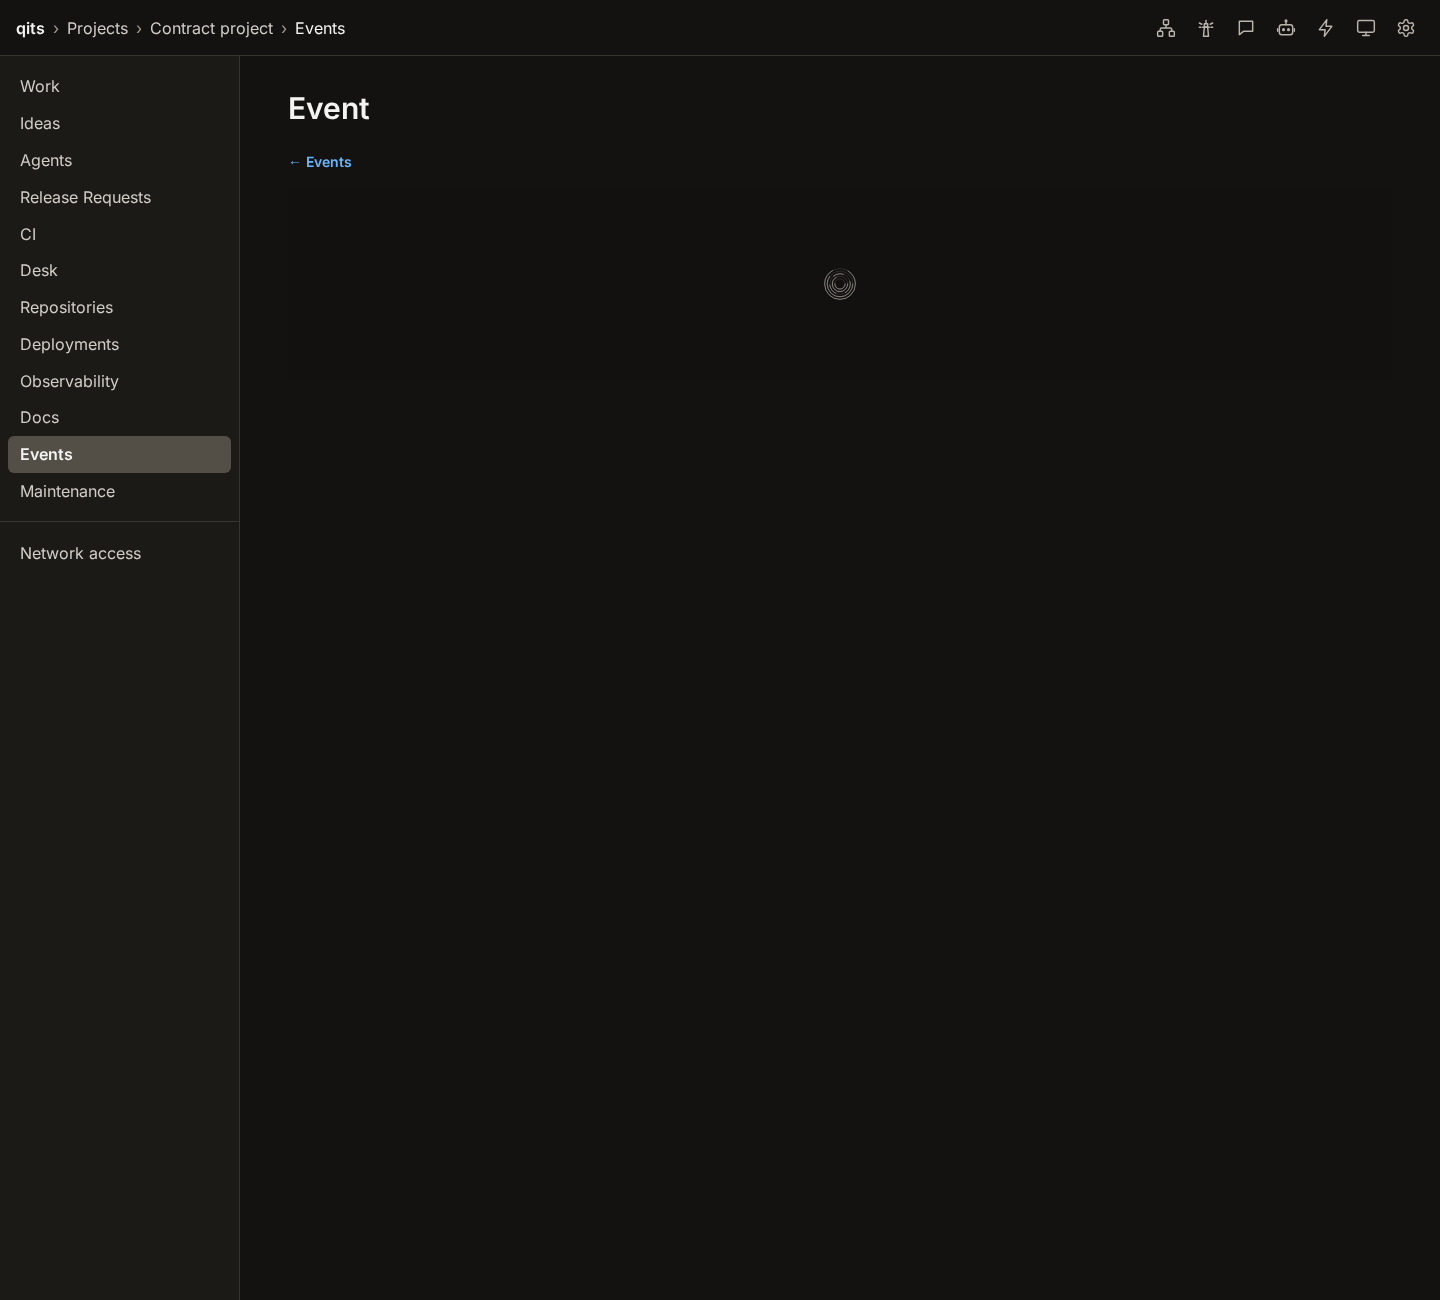 qits › Projects › Contract project › Events
Work
Ideas
Agents
Release Requests
CI
Desk
Repositories
Deployments
Observability
Docs
Events
Maintenance
Network access
Event
← Events